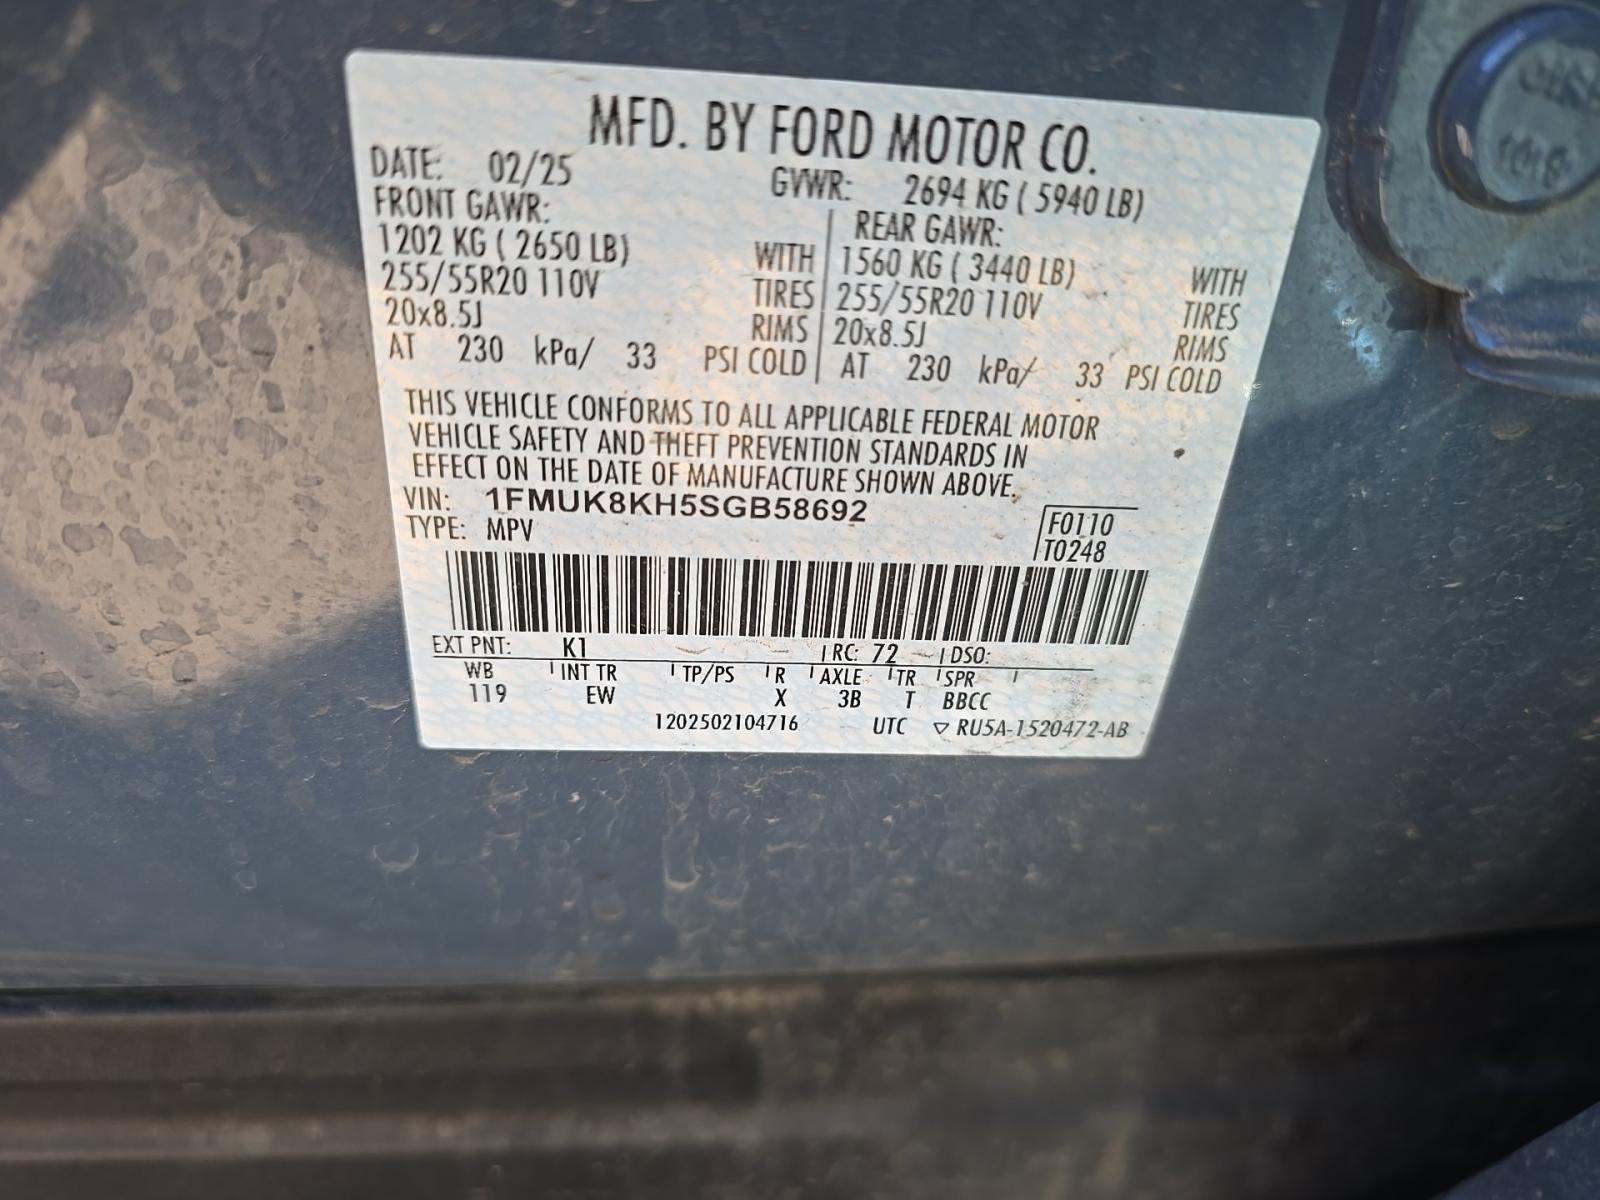 MFD. BY FORD MOTOR CO.
DATE: 02/25 GVWR: 2694 KG ( 5940 LB)
FRONT GAWR: REAR GAWR:
1202 KG ( 2650 LB) WITH 1560 KG ( 3440 LB) WITH
255/55R20 110V TIRES 255/55R20 110V TIRES
20x8.5J RIMS 20x8.5J RIMS
AT 230 kPa/ 33 PSI COLD AT 230 kPa/ 33 PSI COLD
THIS VEHICLE CONFORMS TO ALL APPLICABLE FEDERAL MOTOR
VEHICLE SAFETY AND THEFT PREVENTION STANDARDS IN
EFFECT ON THE DATE OF MANUFACTURE SHOWN ABOVE.
VIN: 1FMUK8KH5SGB58692
TYPE: MPV
F0110
T0248
EXT PNT: K1 RC: 72 DSO:
WB INT TR TP/PS R AXLE TR SPR
119 EW X 3B T BBCC
1202502104716 UTC ▽ RU5A-1520472-AB